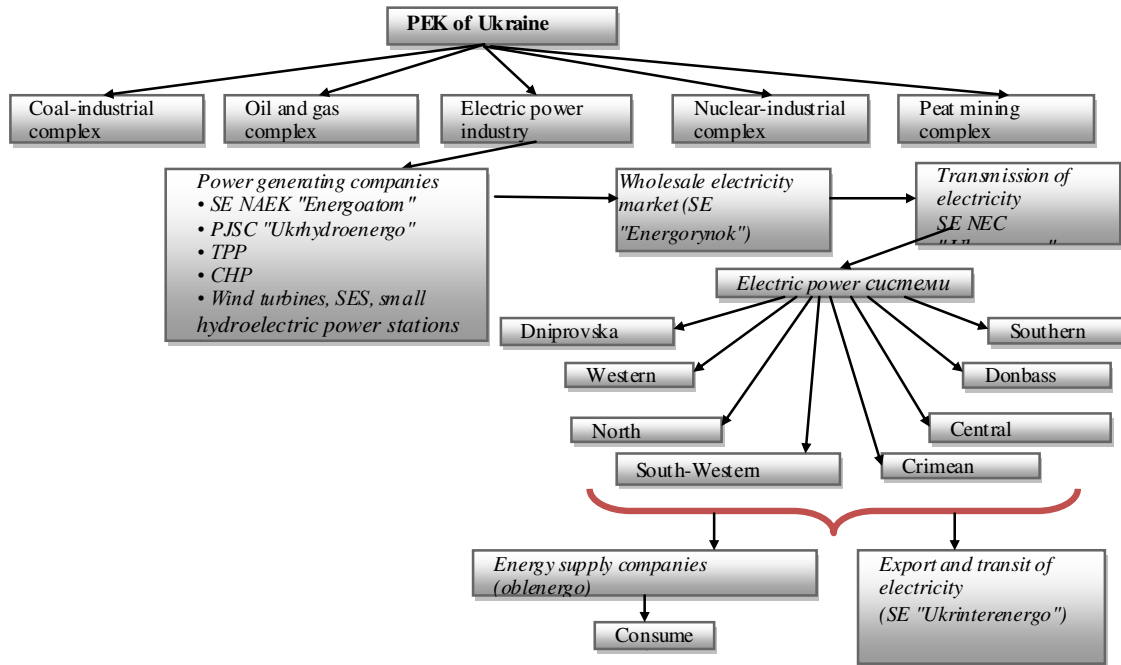 PEK of Ukraine
Coal-industrial
complex
Oil and gas
complex
Electric power
industry
Nuclear-industrial
complex
Peat mining
complex
Power generating companies
• SE NAEK "Energoatom"
• PJSC "Ukrhydroenergo"
• TPP
• CHP
• Wind turbines, SES, small
hydroelectric power stations
Wholesale electricity
market (SE
"Energorynok")
Transmission of
electricity
SE NEC
Electric power системи
Dniprovska
Southern
Western
Donbass
North
Central
South-Western
Crimean
Energy supply companies
(oblenergo)
Export and transit of
electricity
(SE "Ukrinterenergo")
Consume